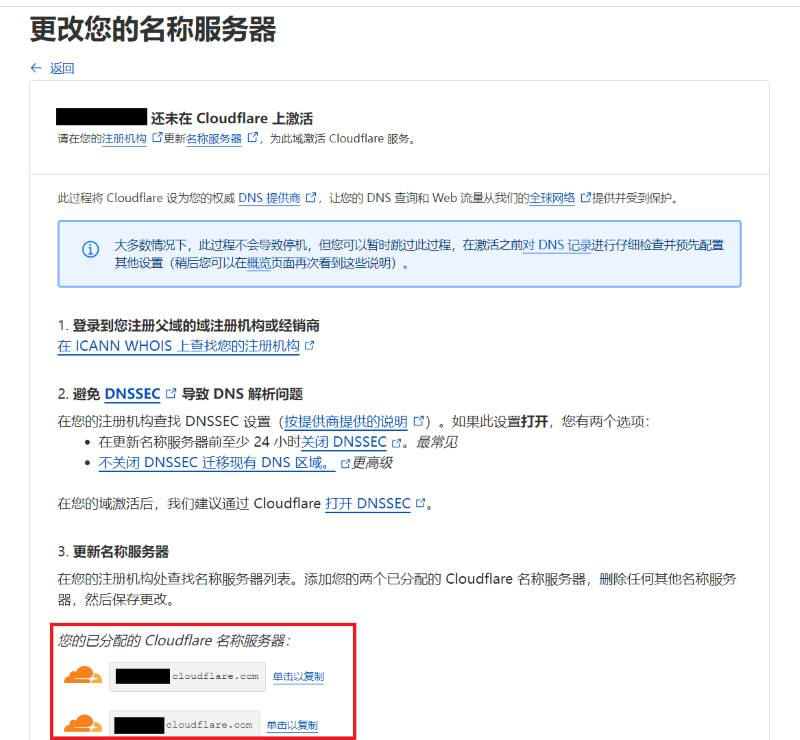 更改您的名称服务器
← 返回
还未在 Cloudflare 上激活
请在您的注册机构更新名称服务器，为此域激活 Cloudflare 服务。
此过程将 Cloudflare 设为您的权威 DNS 提供商，让您的 DNS 查询和 Web 流量从我们的全球网络提供并受到保护。
大多数情况下，此过程不会导致停机，但您可以暂时跳过此过程，在激活之前对 DNS 记录进行仔细检查并预先配置
其他设置（稍后您可以在概览页面再次看到这些说明）。
1. 登录到您注册父域的域注册机构或经销商
在 ICANN WHOIS 上查找您的注册机构
2. 避免 DNSSEC 导致 DNS 解析问题
在您的注册机构查找 DNSSEC 设置（按提供商提供的说明）。如果此设置打开，您有两个选项：
• 在更新名称服务器前至少 24 小时关闭 DNSSEC。最常见
• 不关闭 DNSSEC 迁移现有 DNS 区域。更高级
在您的域激活后，我们建议通过 Cloudflare 打开 DNSSEC。
3. 更新名称服务器
在您的注册机构处查找名称服务器列表。添加您的两个已分配的 Cloudflare 名称服务器，删除任何其他名称服务
器，然后保存更改。
您的已分配的 Cloudflare 名称服务器：
cloudflare.com 单击以复制
cloudflare.com 单击以复制